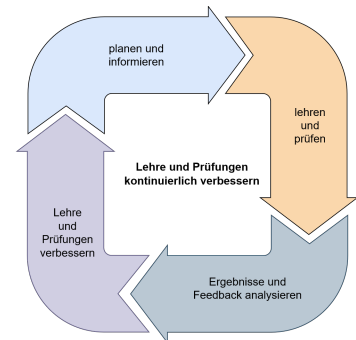 planen und
informieren
lehren
und
prüfen
Lehre und Prüfungen
kontinuierlich verbessern
Lehre
und
Prüfungen
verbessern
Ergebnisse und
Feedback analysieren